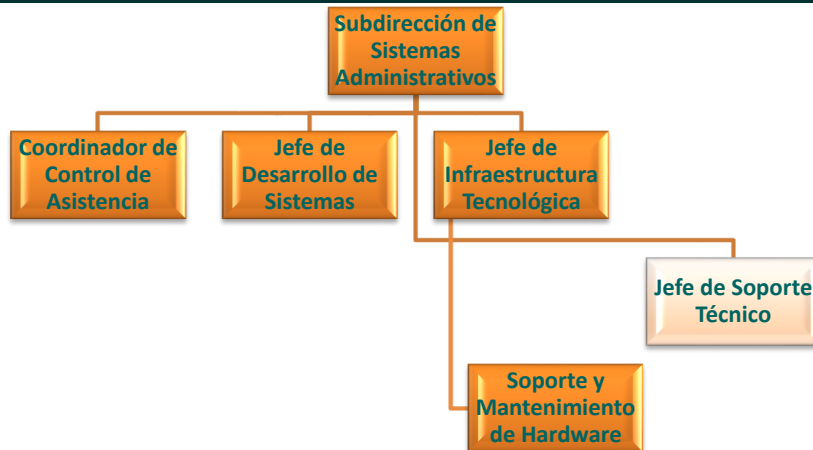 Subdirección de
Sistemas
Administrativos
Coordinador de
Control de
Asistencia
Jefe de
Desarrollo de
Sistemas
Jefe de
Infraestructura
Tecnológica
Jefe de Soporte
Técnico
Soporte y
Mantenimiento
de Hardware